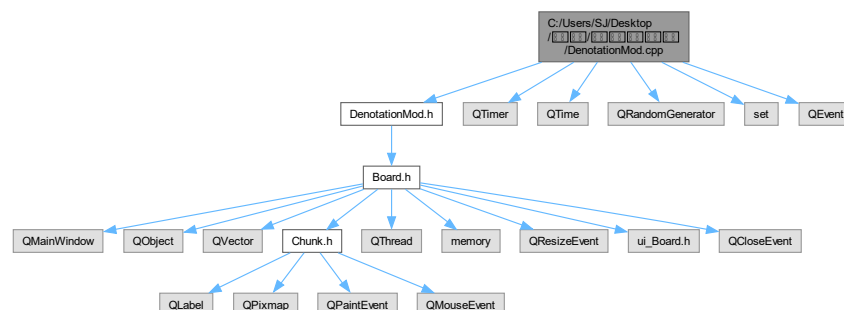 C:/Users/SJ/Desktop
/DenotationMod.cpp
DenotationMod.h
QTimer
QTime
QRandomGenerator
set
QEvent
Board.h
QMainWindow
QObject
QVector
Chunk.h
QThread
memory
QResizeEvent
ui_Board.h
QCloseEvent
QLabel
QPixmap
QPaintEvent
QMouseEvent